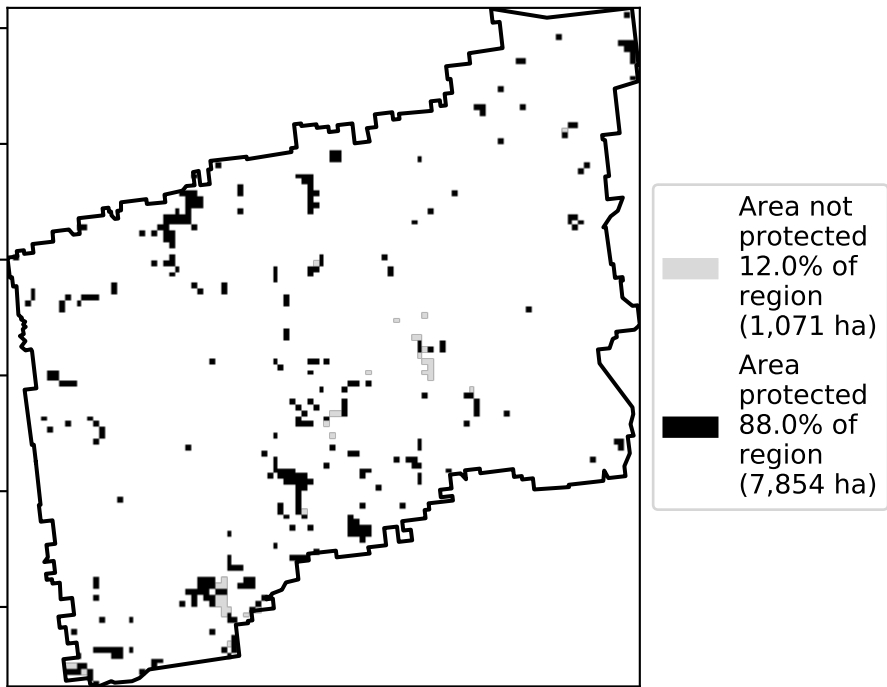 Area not
protected
12.0% of
region
(1,071 ha)
Area
protected
88.0% of
region
(7,854 ha)